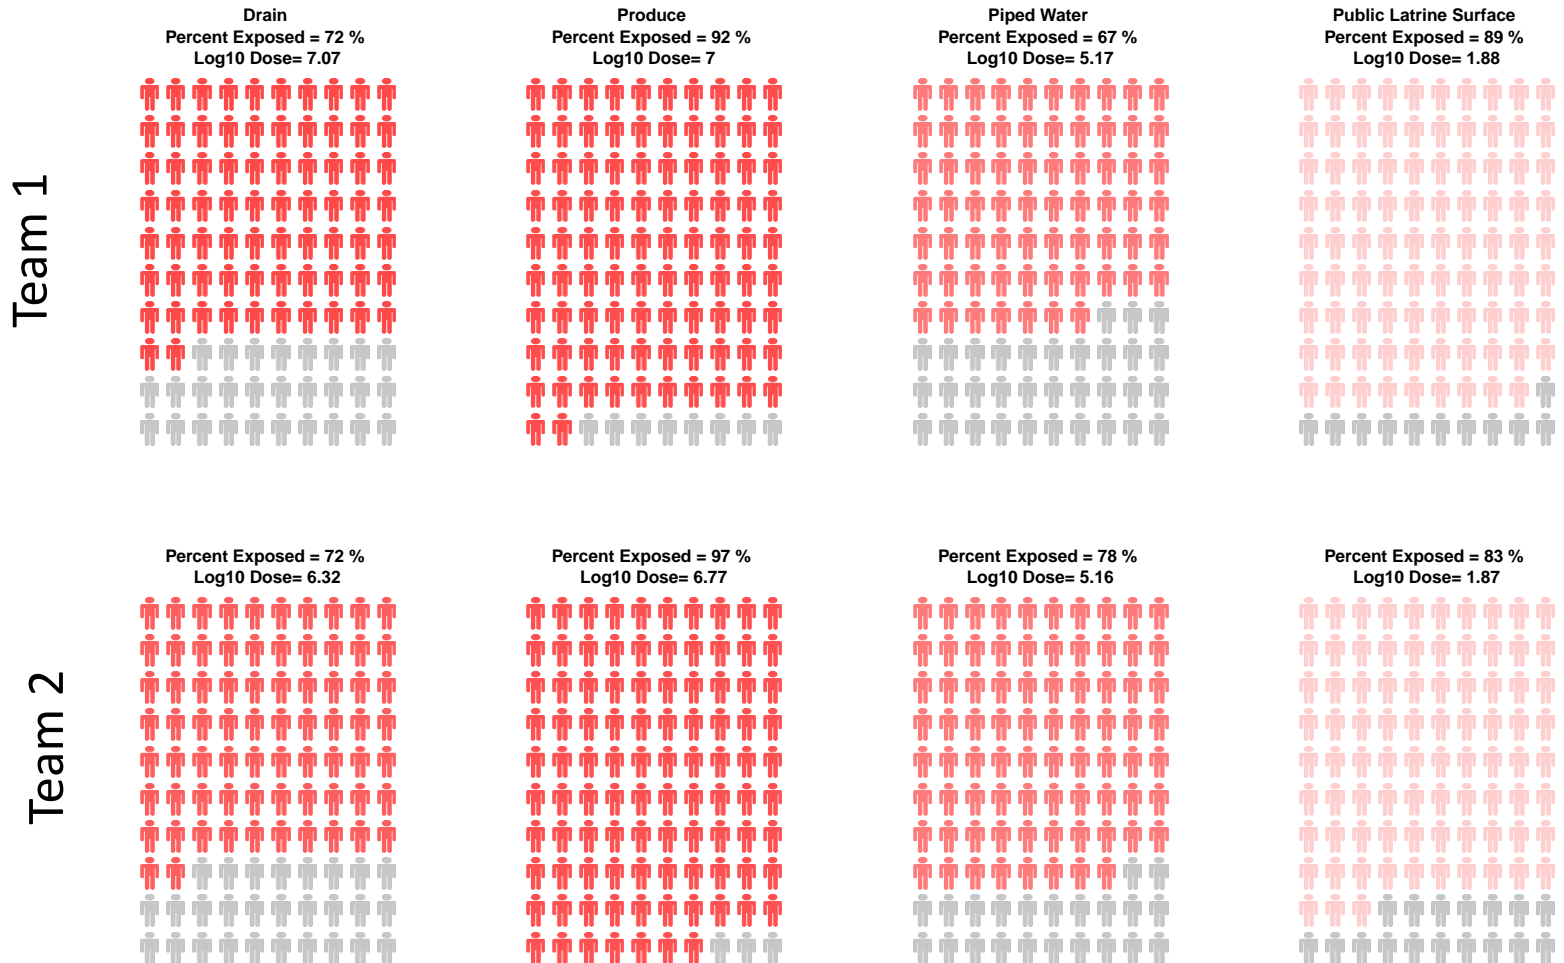 Drain
Percent Exposed = 72 %
Log10 Dose= 7.07
Produce
Percent Exposed = 92 %
Log10 Dose= 7
Piped Water
Percent Exposed = 67 %
Log10 Dose= 5.17
Public Latrine Surface
Percent Exposed = 89 %
Log10 Dose= 1.88
Team 1
Percent Exposed = 72 %
Log10 Dose= 6.32
Percent Exposed = 97 %
Log10 Dose= 6.77
Percent Exposed = 78 %
Log10 Dose= 5.16
Percent Exposed = 83 %
Log10 Dose= 1.87
Team 2